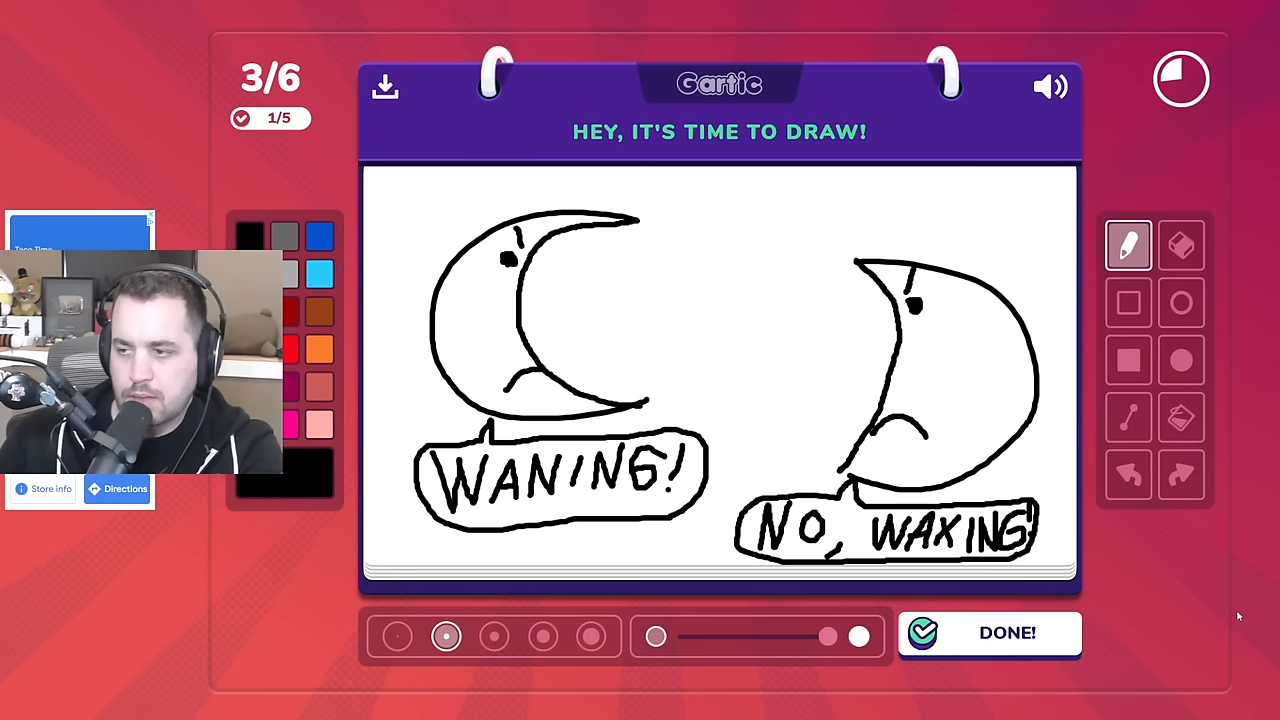 3/6
1/5
Gartic
HEY, IT'S TIME TO DRAW!
WANING!
NO, WAXING!
Store info
Directions
DONE!